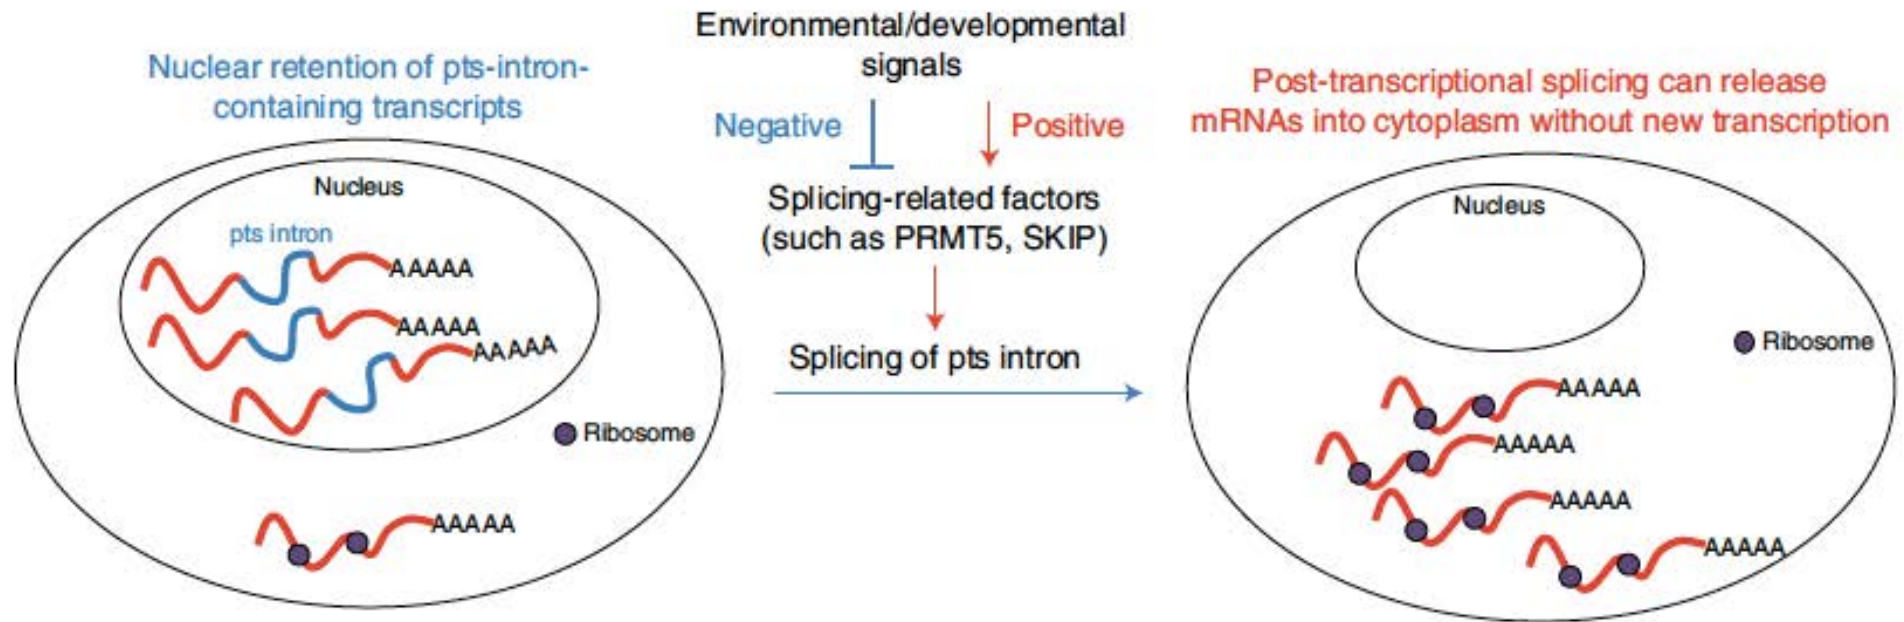 Nuclear retention of pts-intron-
containing transcripts
Nucleus
pts intron
AAAAA
AAAAA
AAAAA
Ribosome
AAAAA
Environmental/developmental
signals
Negative
Positive
Splicing-related factors
(such as PRMT5, SKIP)
Splicing of pts intron
Post-transcriptional splicing can release
mRNAs into cytoplasm without new transcription
Nucleus
Ribosome
AAAAA
AAAAA
AAAAA
AAAAA